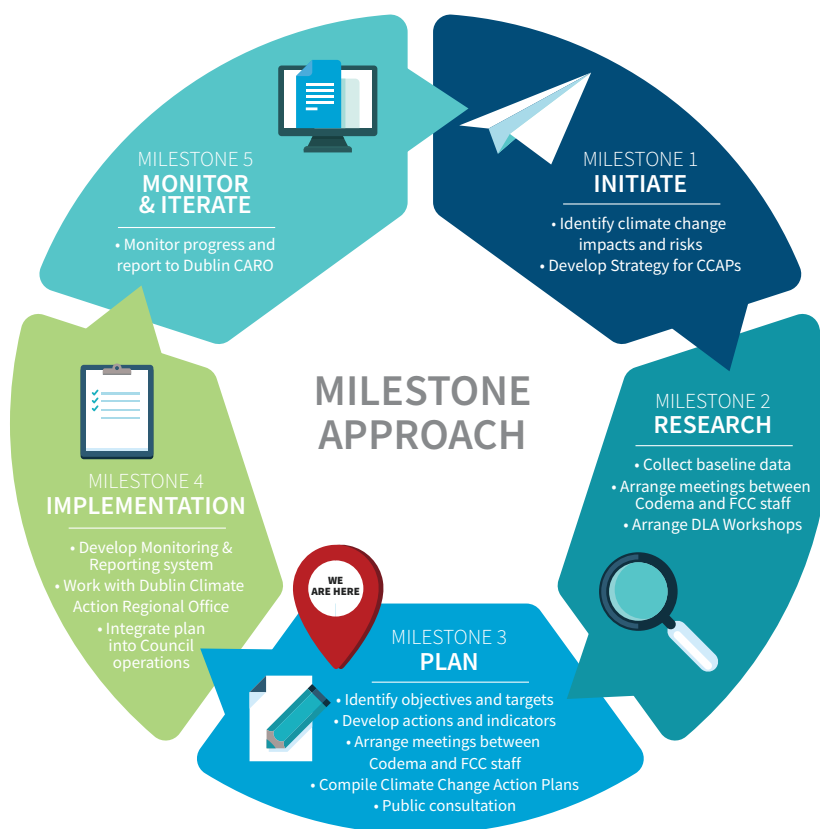 MILESTONE
APPROACH
MILESTONE 1
INITIATE
• Identify climate change
impacts and risks
• Develop Strategy for CCAPs
MILESTONE 2
RESEARCH
• Collect baseline data
• Arrange meetings between
Codema and FCC staff
• Arrange DLA Workshops
MILESTONE 3
PLAN
• Identify objectives and targets
• Develop actions and indicators
• Arrange meetings between
Codema and FCC staff
• Compile Climate Change Action Plans
• Public consultation
WE
ARE HERE
MILESTONE 4
IMPLEMENTATION
• Develop Monitoring &
Reporting system
• Work with Dublin Climate
Action Regional Office
• Integrate plan
into Council
operations
MILESTONE 5
MONITOR
& ITERATE
• Monitor progress and
report to Dublin CARO